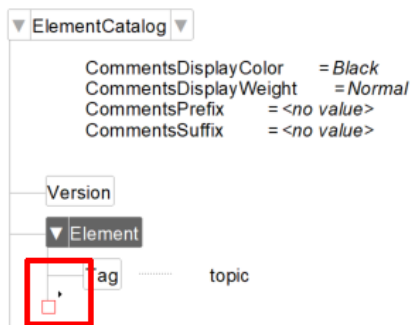 ElementCatalog
CommentsDisplayColor = Black
CommentsDisplayWeight = Normal
CommentsPrefix = <no value>
CommentsSuffix = <no value>
Version
Element
Tag topic